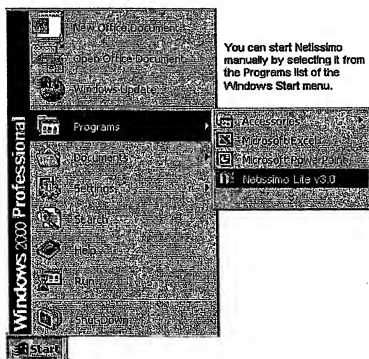 New Office Document
Open Office Document
Windows Update
You can start Netissimo
manually by selecting it from
the Programs list of the
Windows Start menu.
Programs
Documents
Settings
Search
Help
Run...
Shut Down...
Accessories
Microsoft Excel
Microsoft PowerPoint
Netissimo Lite v3.0
Windows 2000 Professional
Start